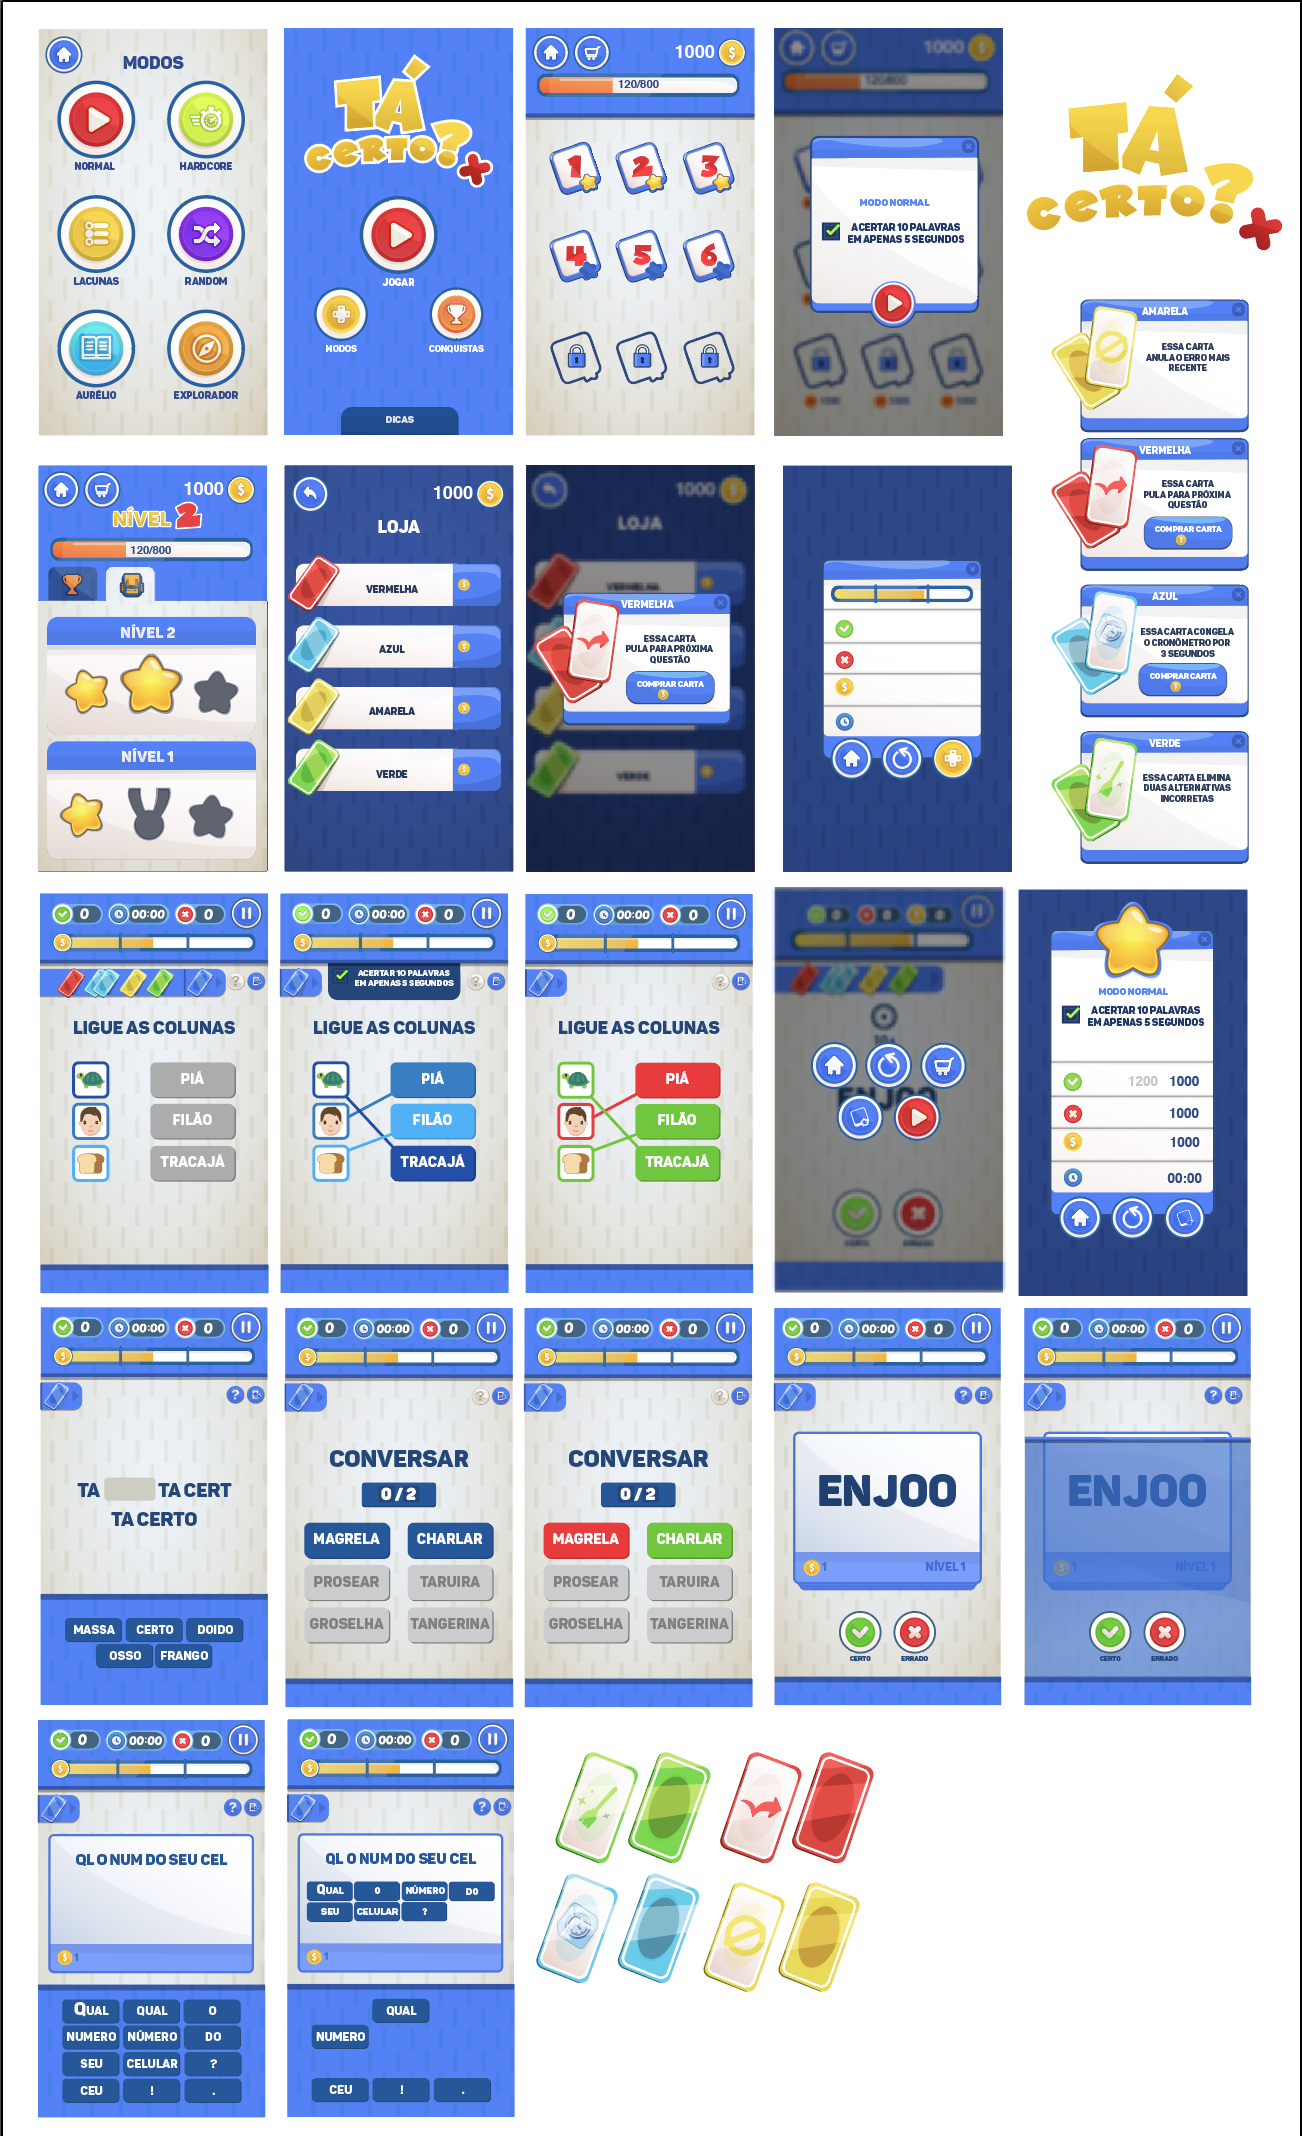 MODOS
NORMAL
HARDCORE
LACUNAS
RANDOM
AURÉLIO
EXPLORADOR
TÁ
CERTO?+
JOGAR
MODOS
CONQUISTAS
DICAS
1000
120/800
1
2
3
4
5
6
1000
120/800
MODO NORMAL
ACERTAR 10 PALAVRAS
EM APENAS 5 SEGUNDOS
1000
1000
1000
TÁ
CERTO?+
AMARELA
ESSA CARTA
ANULA O ERRO MAIS
RECENTE
VERMELHA
ESSA CARTA
PULA PARA PRÓXIMA
QUESTÃO
COMPRAR CARTA
AZUL
ESSA CARTA CONGELA
O CRONÔMETRO POR
3 SEGUNDOS
COMPRAR CARTA
VERDE
ESSA CARTA ELIMINA
DUAS ALTERNATIVAS
INCORRETAS
1000
NÍVEL 2
120/800
NÍVEL 2
NÍVEL 1
1000
LOJA
VERMELHA
AZUL
AMARELA
VERDE
1000
LOJA
VERMELHA
VERMELHA
ESSA CARTA
PULA PARA PRÓXIMA
QUESTÃO
COMPRAR CARTA
VERDE
0 00:00 0
LIGUE AS COLUNAS
PIÁ
FILÃO
TRACAJÁ
0 00:00 0
ACERTAR 10 PALAVRAS
EM APENAS 5 SEGUNDOS
LIGUE AS COLUNAS
PIÁ
FILÃO
TRACAJÁ
0 00:00 0
LIGUE AS COLUNAS
PIÁ
FILÃO
TRACAJÁ
ENJOO
CERTO
ERRADO
MODO NORMAL
ACERTAR 10 PALAVRAS
EM APENAS 5 SEGUNDOS
1200 1000
1000
1000
00:00
0 00:00 0
?
TA TA CERT
TA CERTO
MASSA CERTO DOIDO
OSSO FRANGO
0 00:00 0
?
CONVERSAR
0 / 2
MAGRELA CHARLAR
PROSEAR TARUIRA
GROSELHA TANGERINA
0 00:00 0
?
CONVERSAR
0 / 2
MAGRELA CHARLAR
PROSEAR TARUIRA
GROSELHA TANGERINA
0 00:00 0
?
ENJOO
1 NÍVEL 1
CERTO ERRADO
0 00:00 0
?
ENJOO
1 NÍVEL 1
CERTO ERRADO
0 00:00 0
?
QL O NUM DO SEU CEL
1
QUAL QUAL O
NUMERO NÚMERO DO
SEU CELULAR ?
CEU ! .
0 00:00 0
?
QL O NUM DO SEU CEL
QUAL O NÚMERO DO
SEU CELULAR ?
1
QUAL
NUMERO
CEU ! .